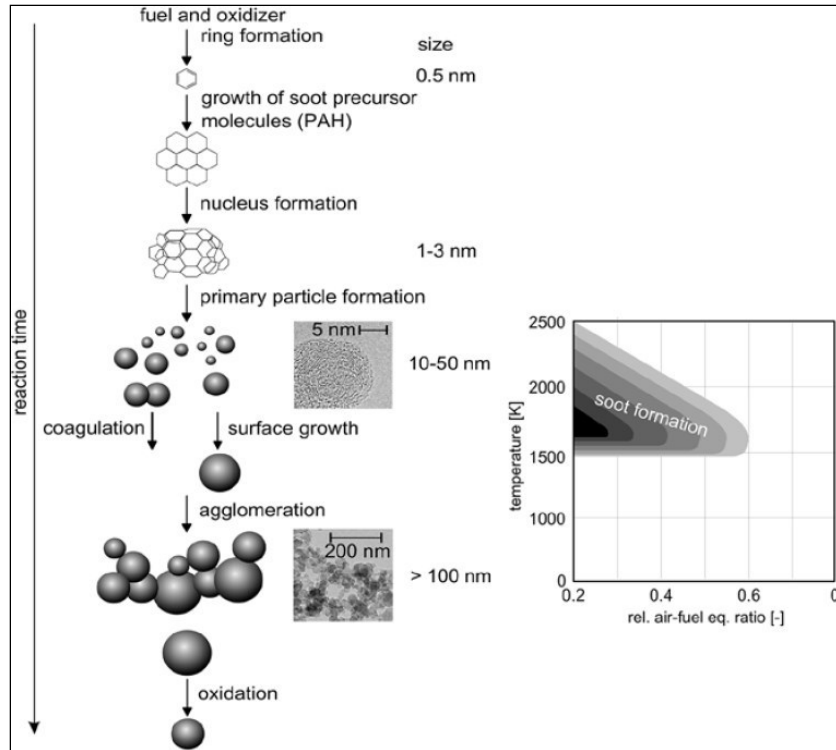 fuel and oxidizer
ring formation
size
0.5 nm
growth of soot precursor
molecules (PAH)
nucleus formation
1-3 nm
primary particle formation
5 nm
10-50 nm
coagulation
surface growth
agglomeration
200 nm
> 100 nm
oxidation
reaction time
2500
2000
1500
1000
0
temperature [K]
soot formation
0.2
0.4
0.6
0
rel. air-fuel eq. ratio [-]